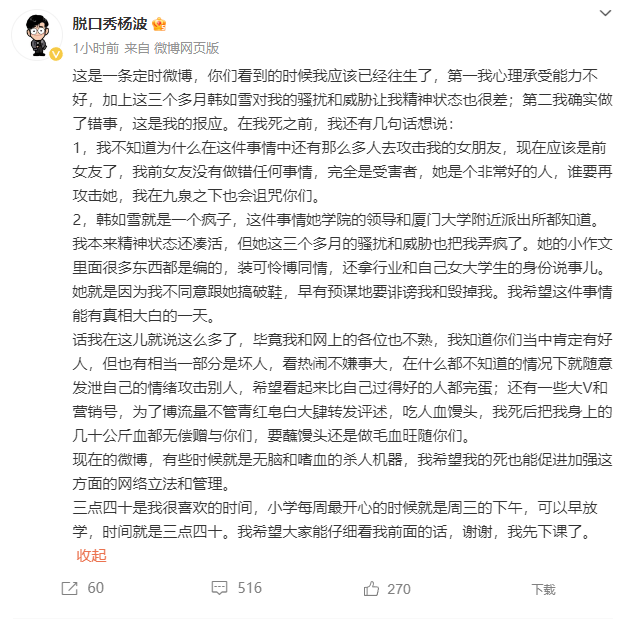 脱口秀杨波
1小时前 来自 微博网页版
这是一条定时微博，你们看到的时候我应该已经往生了，第一我心理承受能力不
好，加上这三个多月韩如雪对我的骚扰和威胁让我精神状态也很差；第二我确实做
了错事，这是我的报应。在我死之前，我还有几句话想说：
1，我不知道为什么在这件事情中还有那么多人去攻击我的女朋友，现在应该是前
女友了，我前女友没有做错任何事情，完全是受害者，她是个非常好的人，谁要再
攻击她，我在九泉之下也会诅咒你们。
2，韩如雪就是一个疯子，这件事情她学院的领导和厦门大学附近派出所都知道。
我本来精神状态还凑活，但她这三个多月的骚扰和威胁也把我弄疯了。她的小作文
里面很多东西都是编的，装可怜博同情，还拿行业和自己女大学生的身份说事儿。
她就是因为我不同意跟她搞破鞋，早有预谋地要诽谤我和毁掉我。我希望这件事情
能有真相大白的一天。
话我在这儿就说这么多了，毕竟我和网上的各位也不熟，我知道你们当中肯定有好
人，但也有相当一部分是坏人，看热闹不嫌事大，在什么都不知道的情况下就随意
发泄自己的情绪攻击别人，希望看起来比自己过得好的人都完蛋；还有一些大V和
营销号，为了博流量不管青红皂白大肆转发评述，吃人血馒头，我死后把我身上的
几十公斤血都无偿赠与你们，要蘸馒头还是做毛血旺随你们。
现在的微博，有些时候就是无脑和嗜血的杀人机器，我希望我的死也能促进加强这
方面的网络立法和管理。
三点四十是我很喜欢的时间，小学每周最开心的时候就是周三的下午，可以早放
学，时间就是三点四十。我希望大家能仔细看我前面的话，谢谢，我先下课了。
收起
60 516 270 下载